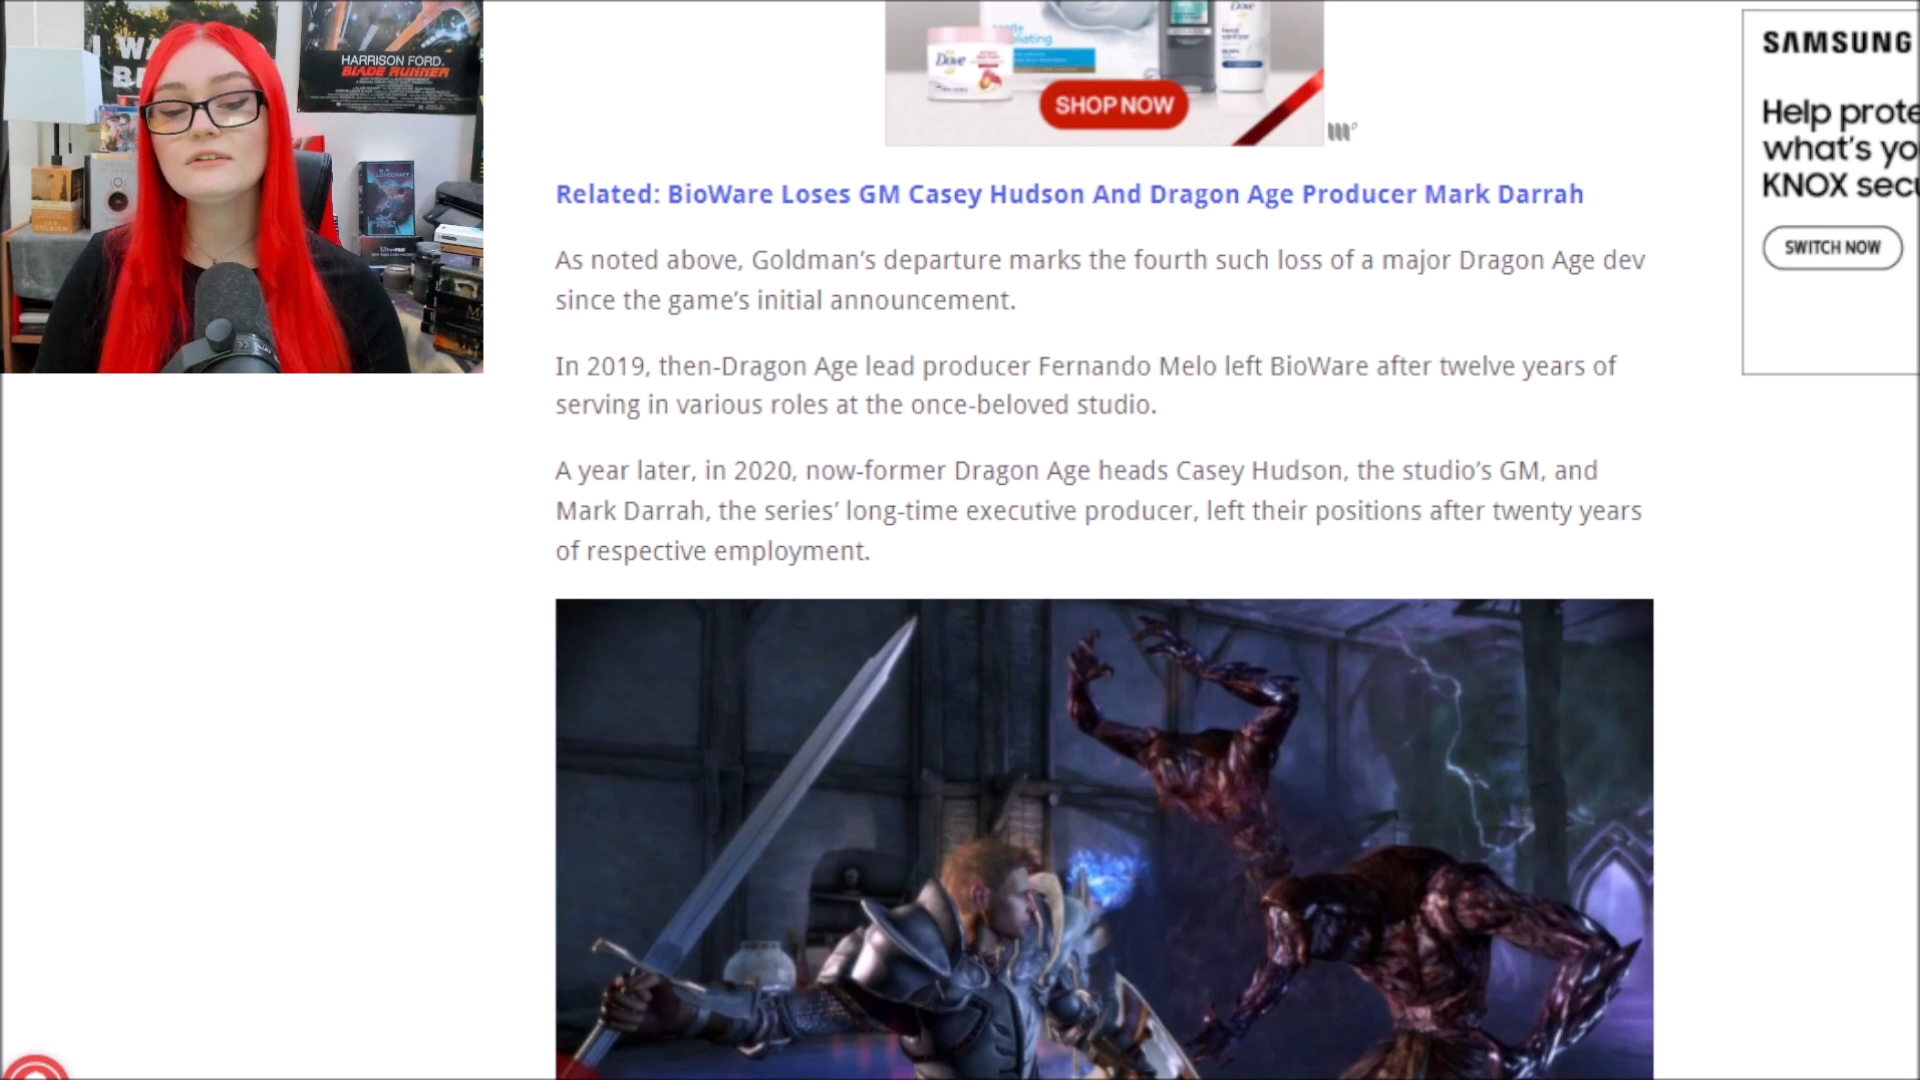 HARRISON FORD
BLADE RUNNER
LOVECRAFT
Dove
Dove
SHOP NOW
SAMSUNG
Help prote
what's yo
KNOX secu
SWITCH NOW
Related: BioWare Loses GM Casey Hudson And Dragon Age Producer Mark Darrah
As noted above, Goldman's departure marks the fourth such loss of a major Dragon Age dev
since the game's initial announcement.
In 2019, then-Dragon Age lead producer Fernando Melo left BioWare after twelve years of
serving in various roles at the once-beloved studio.
A year later, in 2020, now-former Dragon Age heads Casey Hudson, the studio's GM, and
Mark Darrah, the series' long-time executive producer, left their positions after twenty years
of respective employment.